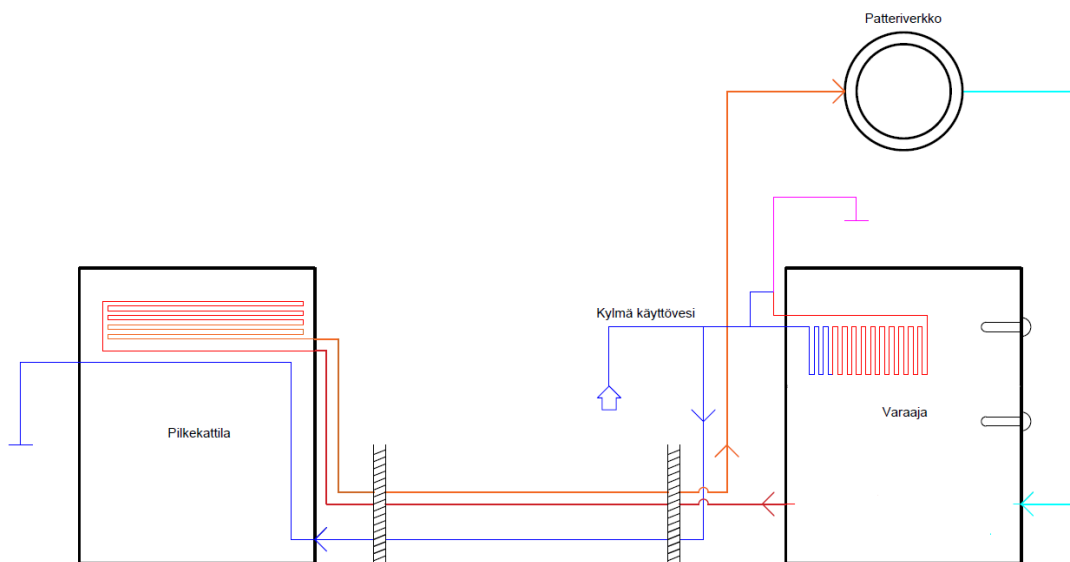 Patteriverkko
Kylmä käyttövesi
Pilkekattila
Varaaja